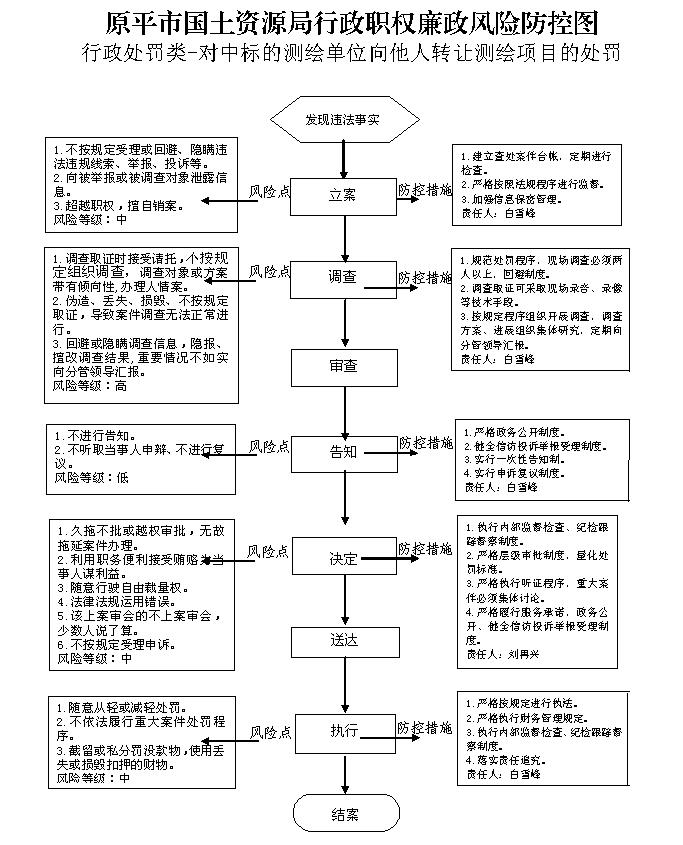 原平市国土资源局行政职权廉政风险防控图
行政处罚类-对中标的测绘单位向他人转让测绘项目的处罚
发现违法事实
1.不按规定受理或回避、隐瞒违
法违规线索、举报、投诉等。
2.向被举报或被调查对象泄露信
息。
3.超越职权，擅自销案。
风险等级：中
风险点
立案
防控措施
1.建立查处案件台帐，定期进行
检查。
2.严格按照法规程序进行监督。
3.加强信息保密管理。
责任人：白雪峰
1.调查取证时接受请托，不按规
定组织调查，调查对象或方案
带有倾向性,办理人情案。
2.伪造、丢失、损毁、不按规定
取证，导致案件调查无法正常进
行。
3.回避或隐瞒调查信息，隐报、
擅改调查结果,重要情况不如实
向分管领导汇报。
风险等级：高
风险点
调查
防控措施
1.规范处罚程序，现场调查必须两
人以上，回避制度。
2.调查取证可采取现场录音、录像
等技术手段。
3.按规定程序组织开展调查，调查
方案、进展组织集体研究，定期向
分管领导汇报。
责任人：白雪峰
审查
1.不进行告知。
2.不听取当事人申辩、不进行复
议。
风险等级：低
风险点
告知
防控措施
1.严格政务公开制度。
2.健全信访投诉举报受理制度。
3.实行一次性告知制。
4.实行申诉复议制度。
责任人：白雪峰
1.久拖不批或越权审批，无故
拖延案件办理。
2.利用职务便利接受贿赂为当
事人谋利益。
3.随意行驶自由裁量权。
4.法律法规运用错误。
5.该上案审会的不上案审会，
少数人说了算。
6.不按规定受理申诉。
风险等级：中
风险点
决定
防控措施
1.执行内部监督检查、纪检跟
踪督察制度。
2.严格层级审批制度，量化处
罚标准。
3.严格执行听证程序，重大案
件必须集体讨论。
4.严格履行服务承诺，政务公
开、健全信访投诉举报受理制
度。
责任人：刘男兴
送达
1.随意从轻或减轻处罚。
2.不依法履行重大案件处罚程
序。
3.截留或私分罚没款物,使用丢
失或损毁扣押的财物。
风险等级：中
风险点
执行
防控措施
1.严格按规定进行执法。
2.严格执行财务管理规定。
3.执行内部监督检查、纪检跟踪督
察制度。
4.落实责任追究。
责任人：白雪峰
结案